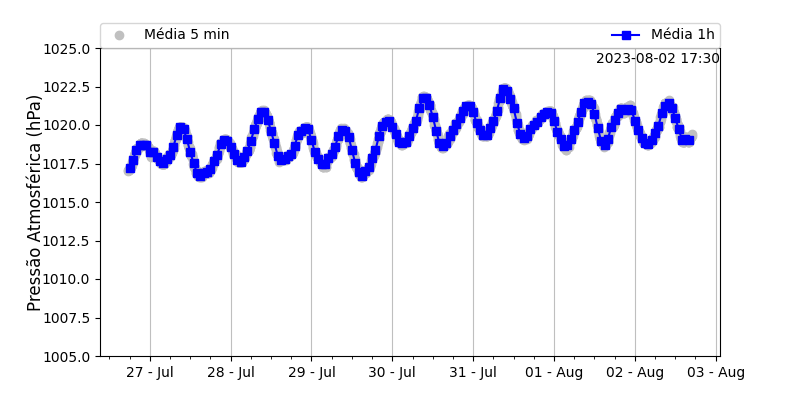 Média 5 min
Média 1h
2023-08-02 17:30
Pressão Atmosférica (hPa)
1025.0
1022.5
1020.0
1017.5
1015.0
1012.5
1010.0
1007.5
1005.0
27 - Jul
28 - Jul
29 - Jul
30 - Jul
31 - Jul
01 - Aug
02 - Aug
03 - Aug